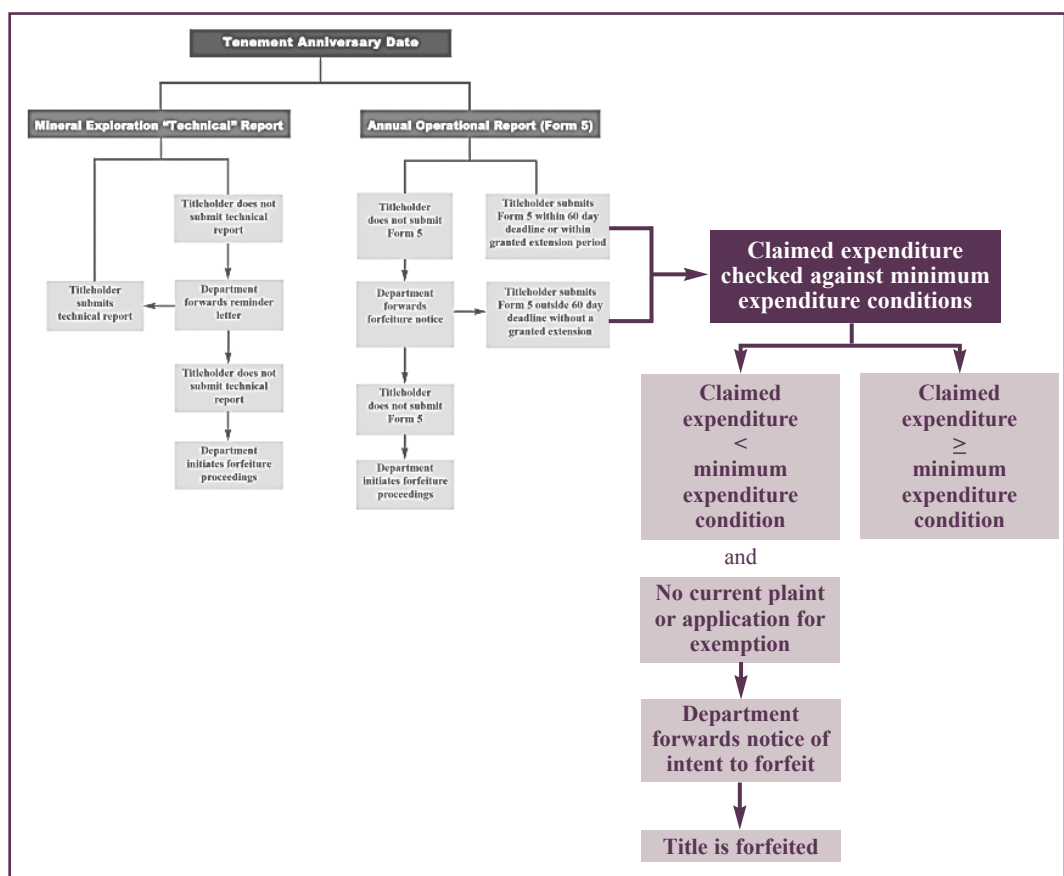 Tenement Anniversary Date
Mineral Exploration "Technical" Report
Annual Operational Report (Form 5)
Titleholder does not
submit technical
report
Titleholder
does not submit
Form 5
Titleholder submits
Form 5 within 60 day
deadline or within
granted extension period
Claimed expenditure
checked against minimum
expenditure conditions
Titleholder
submits
technical report
Department
forwards reminder
letter
Department
forwards
forfeiture notice
Titleholder submits
Form 5 outside 60 day
deadline without a
granted extension
Titleholder does not
submit technical
report
Titleholder
does not submit
Form 5
Department
initiates forfeiture
proceedings
Department
initiates forfeiture
proceedings
Claimed
expenditure
<
minimum
expenditure
condition
Claimed
expenditure
≥
minimum
expenditure
condition
and
No current plaint
or application for
exemption
Department
forwards notice of
intent to forfeit
Title is forfeited